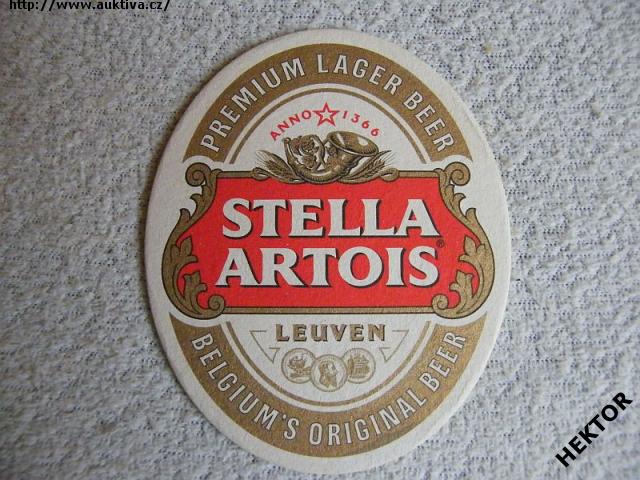 http://www.auktiva.cz/
PREMIUM LAGER BEER
ANNO ☆ 1366
STELLA
ARTOIS®
LEUVEN
BELGIUM'S ORIGINAL BEER
HEKTOR